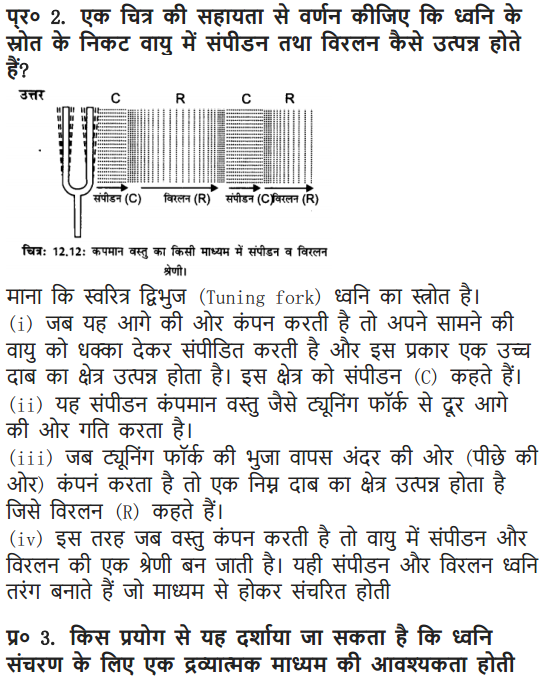 प्र० 2. एक चित्र की सहायता से वर्णन कीजिए कि ध्वनि के
स्रोत के निकट वायु में संपीडन तथा विरलन कैसे उत्पन्न होते
हैं?
उत्तर
C R C R
संपीडन (C) विरलन (R) संपीडन (C) विरलन (R)
चित्रः 12.12: कपमान वस्तु का किसी माध्यम में संपीडन व विरलन
श्रेणी।
माना कि स्वरित्र द्विभुज (Tuning fork) ध्वनि का स्त्रोत है।
(i) जब यह आगे की ओर कंपन करती है तो अपने सामने की
वायु को धक्का देकर संपीडित करती है और इस प्रकार एक उच्च
दाब का क्षेत्र उत्पन्न होता है। इस क्षेत्र को संपीडन (C) कहते हैं।
(ii) यह संपीडन कंपमान वस्तु जैसे ट्यूनिंग फॉर्क से दूर आगे
की ओर गति करता है।
(iii) जब ट्यूनिंग फॉर्क की भुजा वापस अंदर की ओर (पीछे की
ओर) कंपनं करता है तो एक निम्न दाब का क्षेत्र उत्पन्न होता है
जिसे विरलन (R) कहते हैं।
(iv) इस तरह जब वस्तु कंपन करती है तो वायु में संपीडन और
विरलन की एक श्रेणी बन जाती है। यही संपीडन और विरलन ध्वनि
तरंग बनाते हैं जो माध्यम से होकर संचरित होती
प्र० 3. किस प्रयोग से यह दर्शाया जा सकता है कि ध्वनि
संचरण के लिए एक द्रव्यात्मक माध्यम की आवश्यकता होती